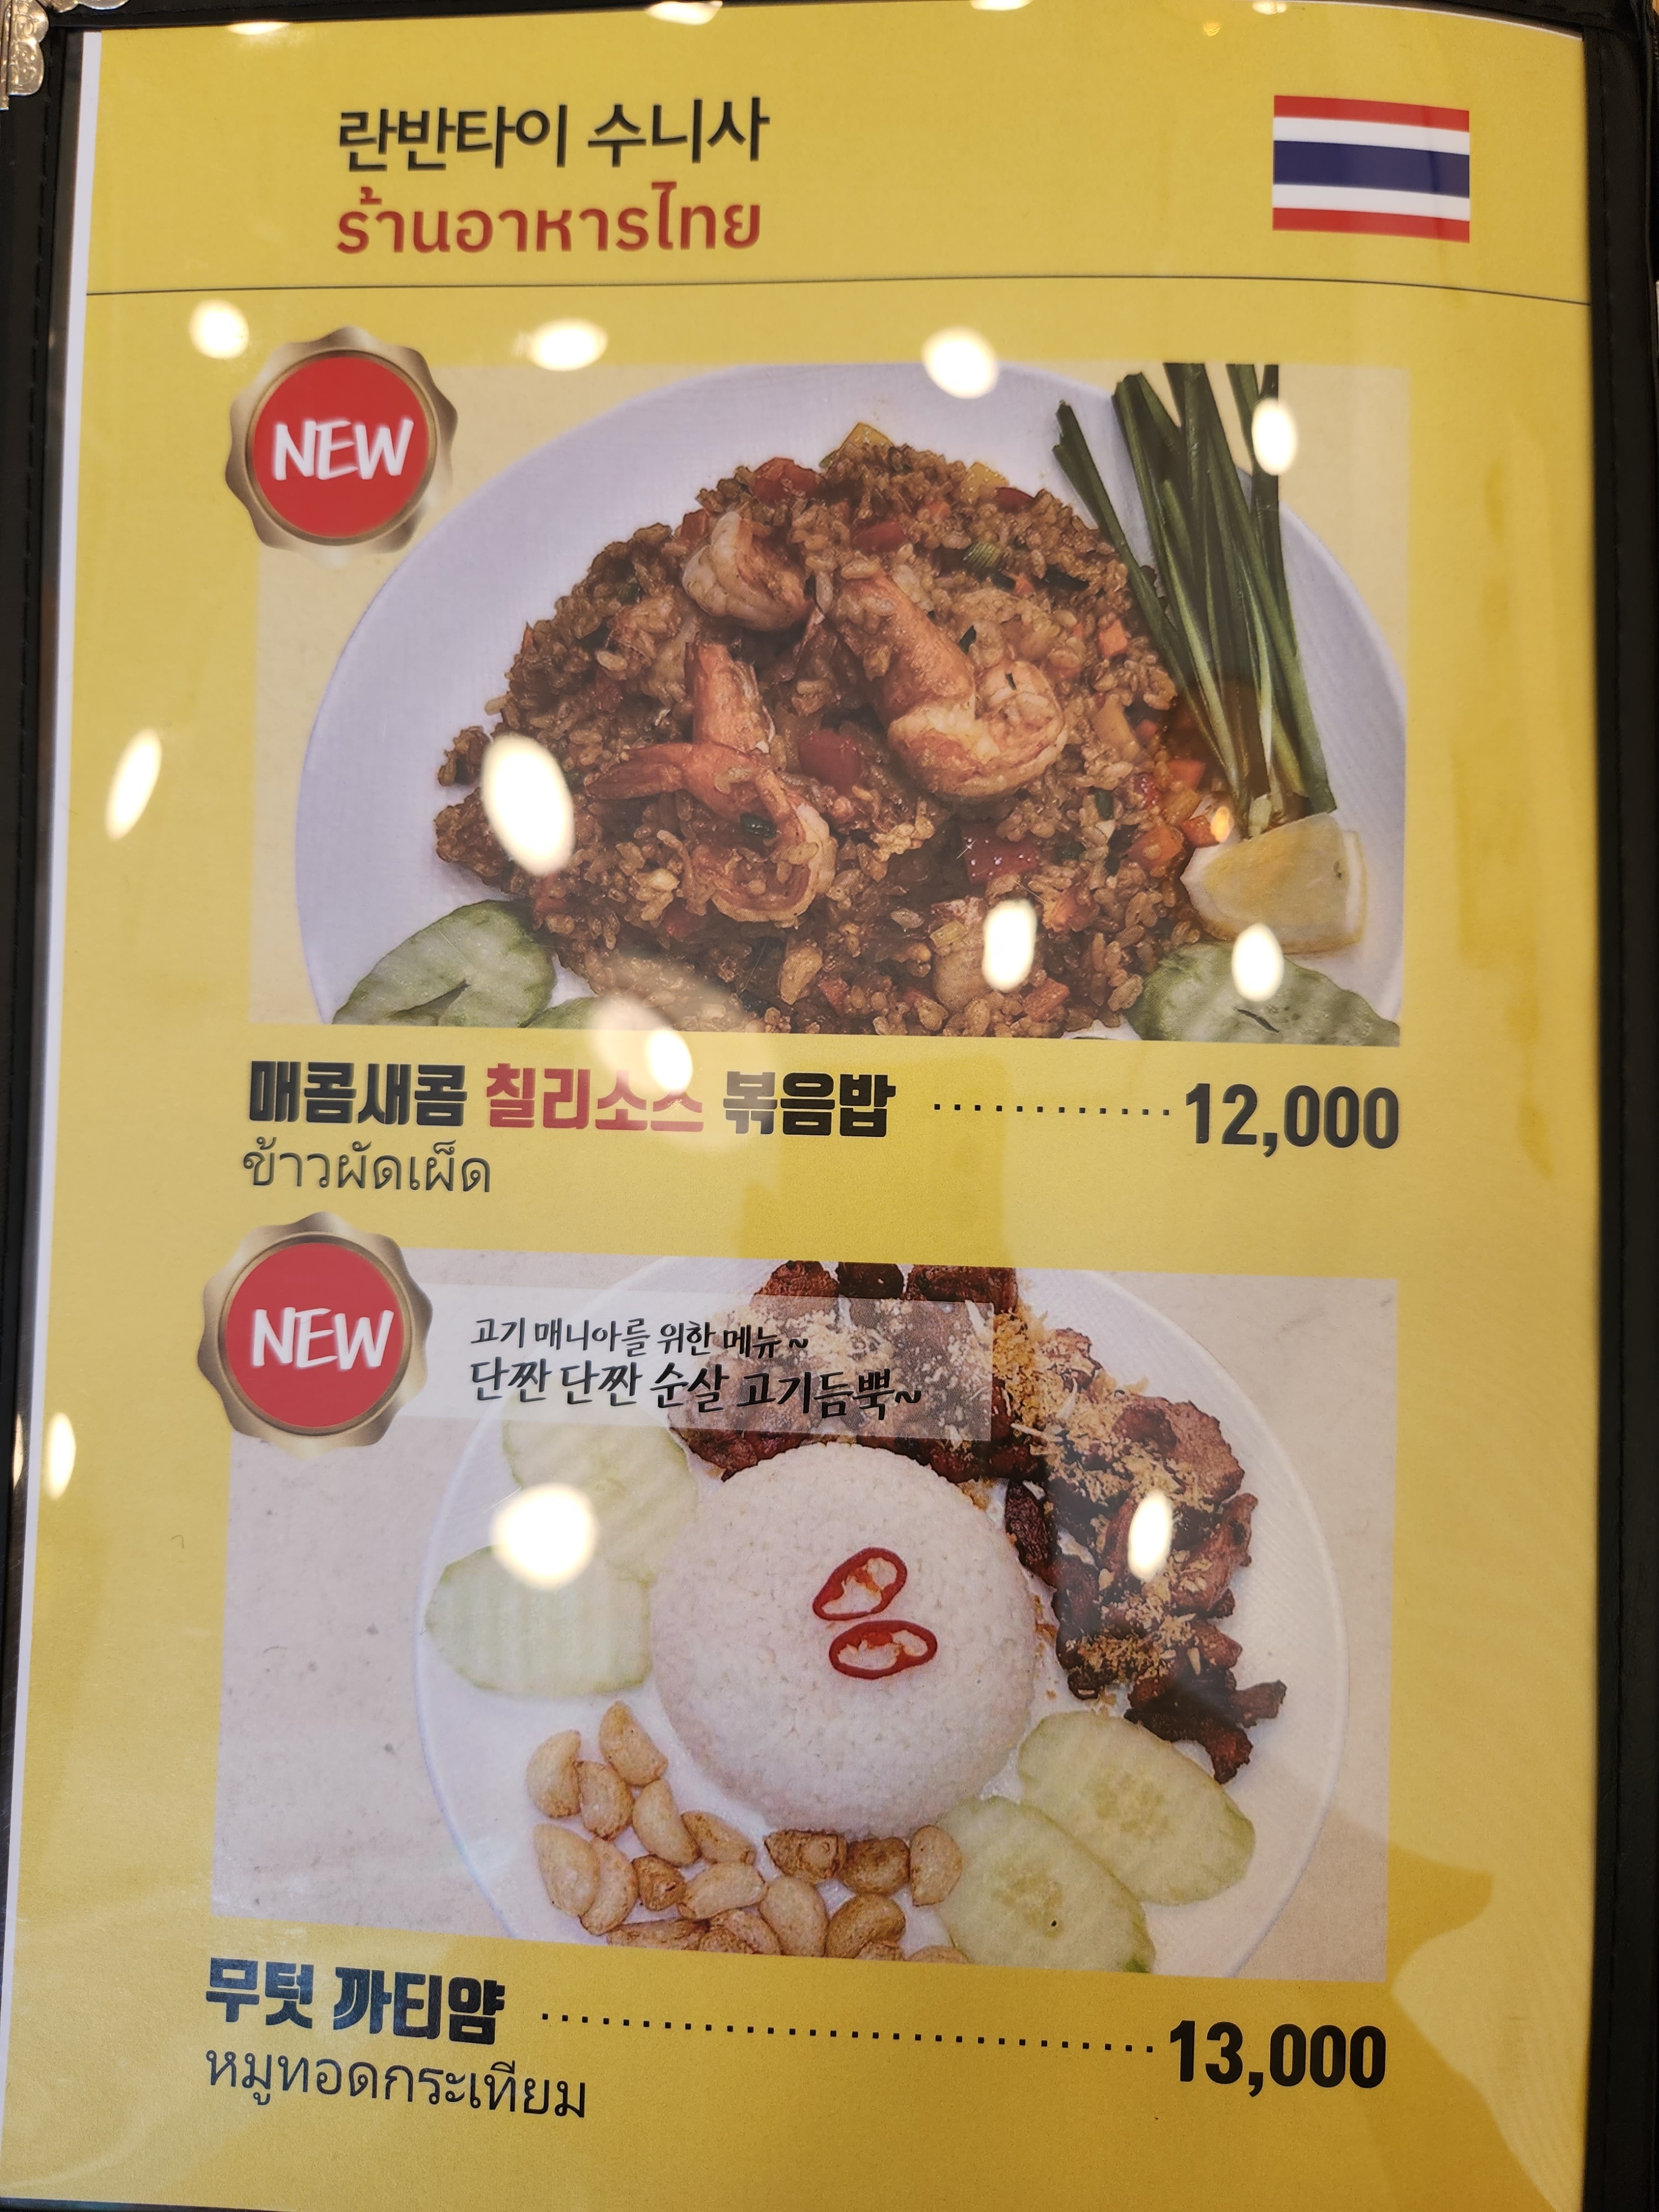 란반타이 수니사
ร้านอาหารไทย
NEW
매콤새콤 칠리소스 볶음밥 ············ 12,000
ข้าวผัดเผ็ด
NEW
고기 매니아를 위한 메뉴~
단짠 단짠 순살 고기듬뿍~
무텃 까티얌 ······························· 13,000
หมูทอดกระเทียม